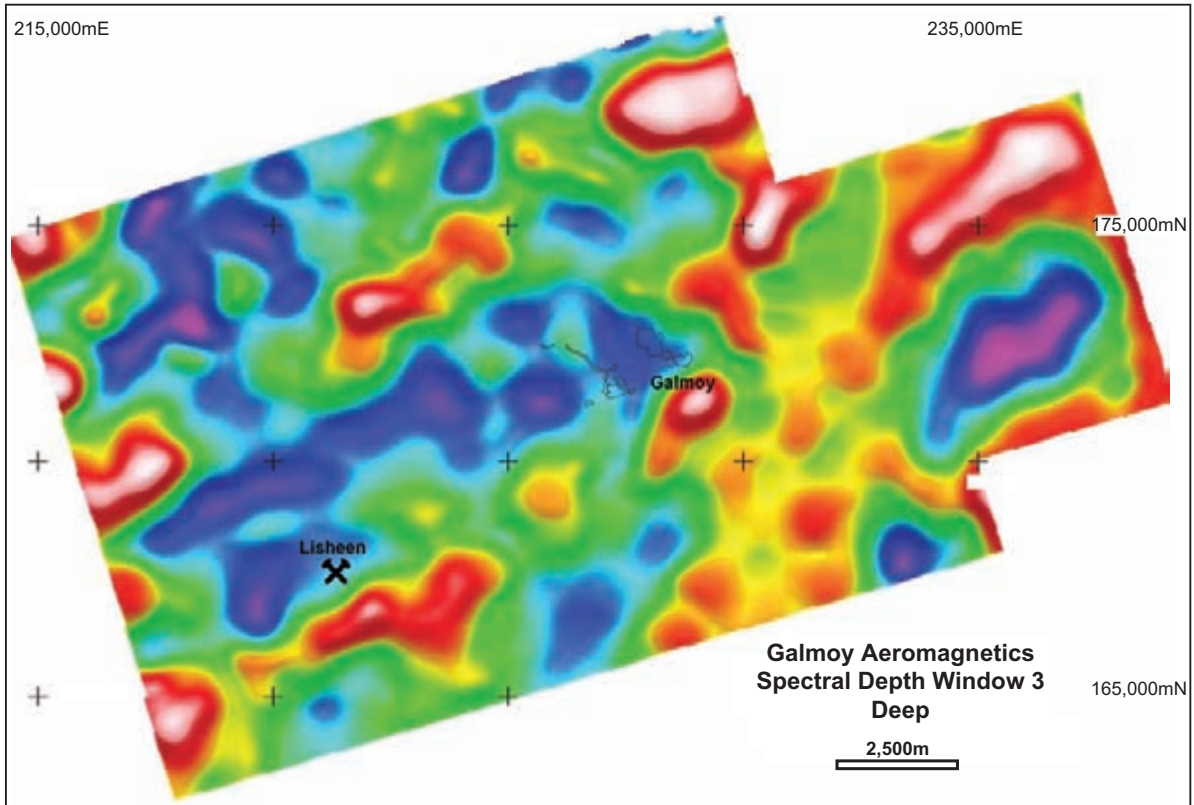 215,000mE
235,000mE
175,000mN
Galmoy
Lisheen
Galmoy Aeromagnetics
Spectral Depth Window 3
Deep
165,000mN
2,500m